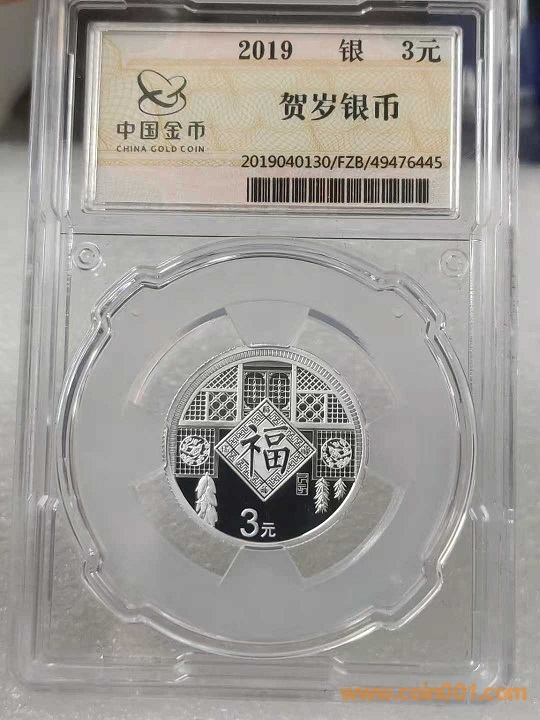 2019 银 3元
中国金币
CHINA GOLD COIN
贺岁银币
2019040130/FZB/49476445
福
3元
www.coin001.com